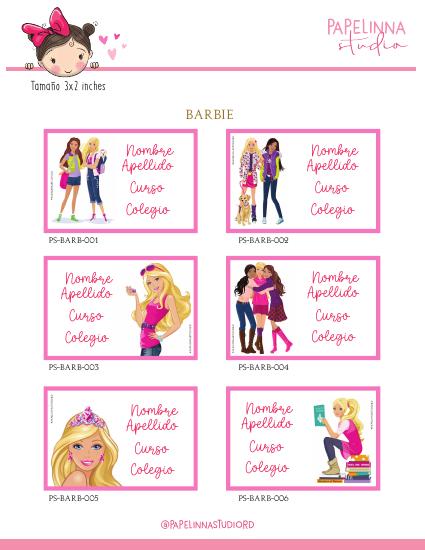 PAPELINNA
studio
Tamaño 3x2 inches
BARBIE
Nombre
Apellido
Curso
Colegio
PS-BARB-001
Nombre
Apellido
Curso
Colegio
PS-BARB-002
Nombre
Apellido
Curso
Colegio
PS-BARB-003
Nombre
Apellido
Curso
Colegio
PS-BARB-004
Nombre
Apellido
Curso
Colegio
PS-BARB-005
Nombre
Apellido
Curso
Colegio
PS-BARB-006
@PAPELINNASTUDIORD